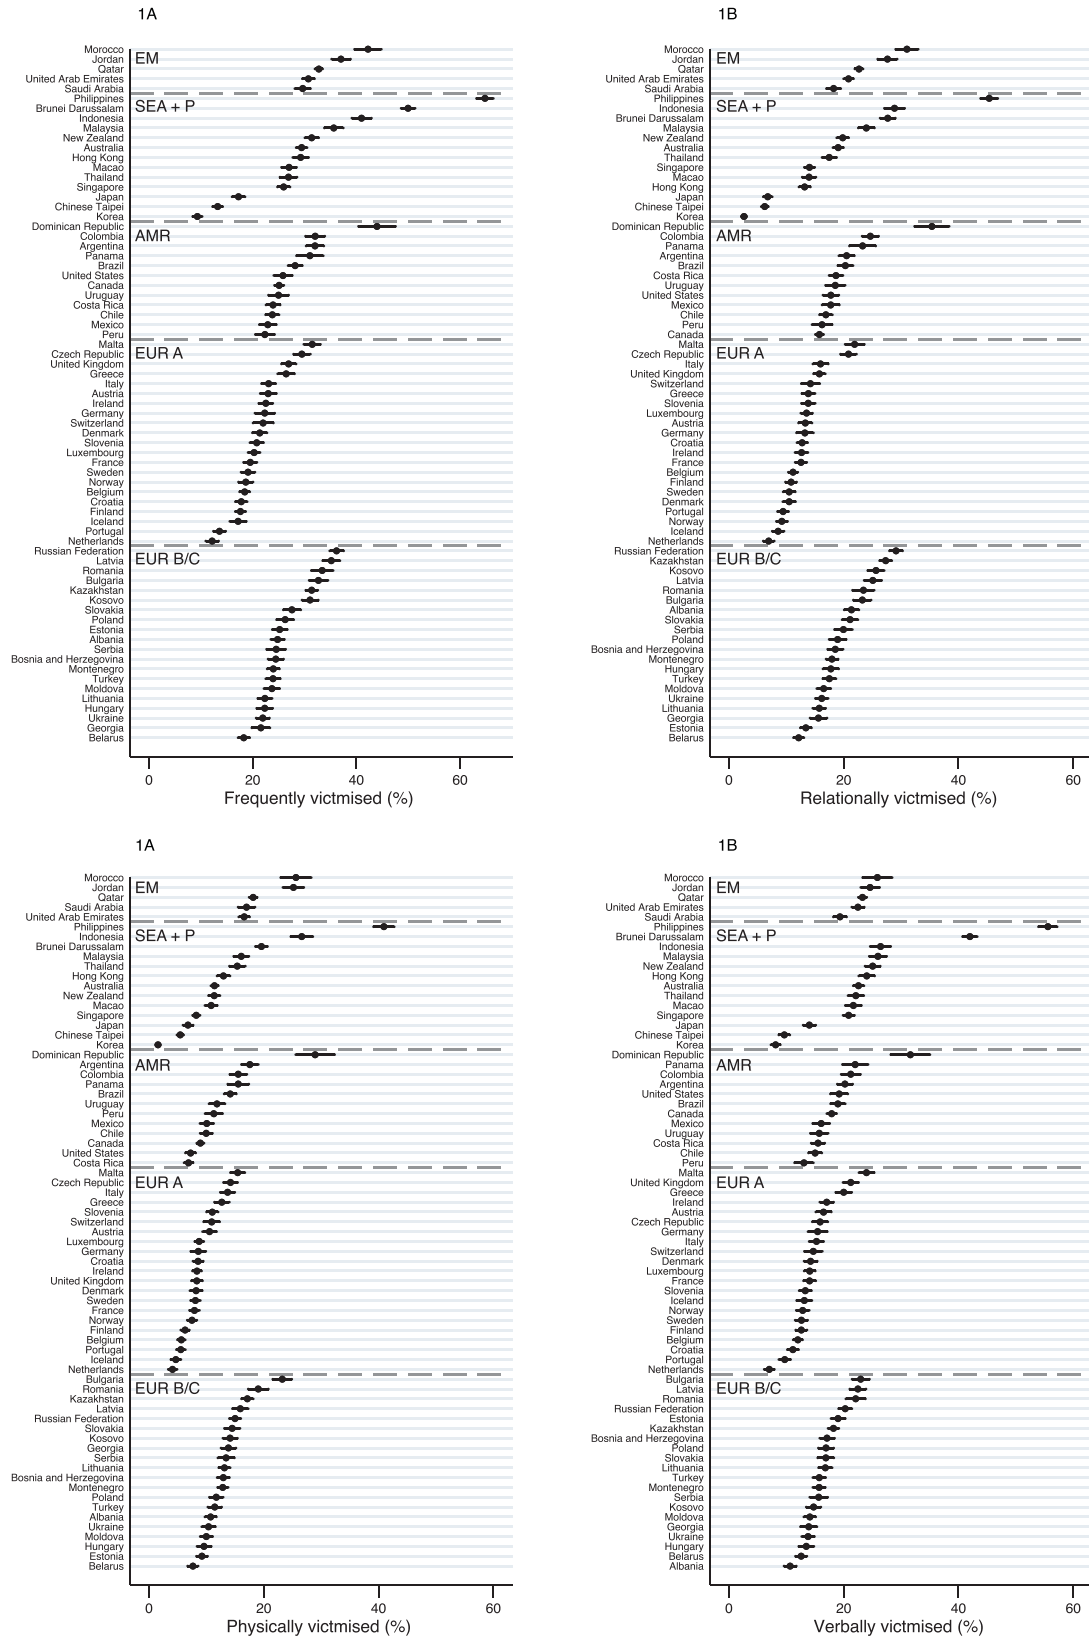 1A
Morocco
Jordan
Qatar
United Arab Emirates
Saudi Arabia
Philippines
Brunei Darussalam
Indonesia
Malaysia
New Zealand
Australia
Hong Kong
Macao
Thailand
Singapore
Japan
Chinese Taipei
Korea
Dominican Republic
Colombia
Argentina
Panama
Brazil
United States
Canada
Uruguay
Costa Rica
Chile
Mexico
Peru
Malta
Czech Republic
United Kingdom
Greece
Italy
Austria
Ireland
Germany
Switzerland
Denmark
Slovenia
Luxembourg
France
Sweden
Norway
Belgium
Croatia
Finland
Iceland
Portugal
Netherlands
Russian Federation
Latvia
Romania
Bulgaria
Kazakhstan
Kosovo
Slovakia
Poland
Estonia
Albania
Serbia
Bosnia and Herzegovina
Montenegro
Turkey
Moldova
Lithuania
Hungary
Ukraine
Georgia
Belarus
EM
SEA + P
AMR
EUR A
EUR B/C
0 20 40 60
Frequently victmised (%)
1B
Morocco
Jordan
Qatar
United Arab Emirates
Saudi Arabia
Philippines
Indonesia
Brunei Darussalam
Malaysia
New Zealand
Australia
Thailand
Singapore
Macao
Hong Kong
Japan
Chinese Taipei
Korea
Dominican Republic
Colombia
Panama
Argentina
Brazil
Costa Rica
Uruguay
United States
Mexico
Chile
Peru
Canada
Malta
Czech Republic
Italy
United Kingdom
Switzerland
Greece
Slovenia
Luxembourg
Austria
Germany
Croatia
Ireland
France
Belgium
Finland
Sweden
Denmark
Portugal
Norway
Iceland
Netherlands
Russian Federation
Kazakhstan
Kosovo
Latvia
Romania
Bulgaria
Albania
Slovakia
Serbia
Poland
Bosnia and Herzegovina
Montenegro
Hungary
Turkey
Moldova
Ukraine
Lithuania
Georgia
Estonia
Belarus
EM
SEA + P
AMR
EUR A
EUR B/C
0 20 40 60
Relationally victmised (%)
1A
Morocco
Jordan
Qatar
Saudi Arabia
United Arab Emirates
Philippines
Indonesia
Brunei Darussalam
Malaysia
Thailand
Hong Kong
Australia
New Zealand
Macao
Singapore
Japan
Chinese Taipei
Korea
Dominican Republic
Argentina
Colombia
Panama
Brazil
Uruguay
Peru
Mexico
Chile
Canada
United States
Costa Rica
Malta
Czech Republic
Italy
Greece
Slovenia
Switzerland
Austria
Luxembourg
Germany
Croatia
Ireland
United Kingdom
Denmark
Sweden
France
Norway
Finland
Belgium
Portugal
Iceland
Netherlands
Bulgaria
Romania
Kazakhstan
Latvia
Russian Federation
Slovakia
Kosovo
Georgia
Serbia
Lithuania
Bosnia and Herzegovina
Montenegro
Poland
Turkey
Albania
Ukraine
Moldova
Hungary
Estonia
Belarus
EM
SEA + P
AMR
EUR A
EUR B/C
0 20 40 60
Physically victmised (%)
1B
Morocco
Jordan
Qatar
United Arab Emirates
Saudi Arabia
Philippines
Brunei Darussalam
Indonesia
Malaysia
New Zealand
Hong Kong
Australia
Thailand
Macao
Singapore
Japan
Chinese Taipei
Korea
Dominican Republic
Panama
Colombia
Argentina
United States
Brazil
Canada
Mexico
Uruguay
Costa Rica
Chile
Peru
Malta
United Kingdom
Greece
Ireland
Austria
Czech Republic
Germany
Italy
Switzerland
Denmark
Luxembourg
France
Slovenia
Iceland
Norway
Sweden
Finland
Belgium
Croatia
Portugal
Netherlands
Bulgaria
Latvia
Romania
Russian Federation
Estonia
Kazakhstan
Bosnia and Herzegovina
Poland
Slovakia
Lithuania
Turkey
Montenegro
Serbia
Kosovo
Moldova
Georgia
Ukraine
Hungary
Belarus
Albania
EM
SEA + P
AMR
EUR A
EUR B/C
0 20 40 60
Verbally victmised (%)